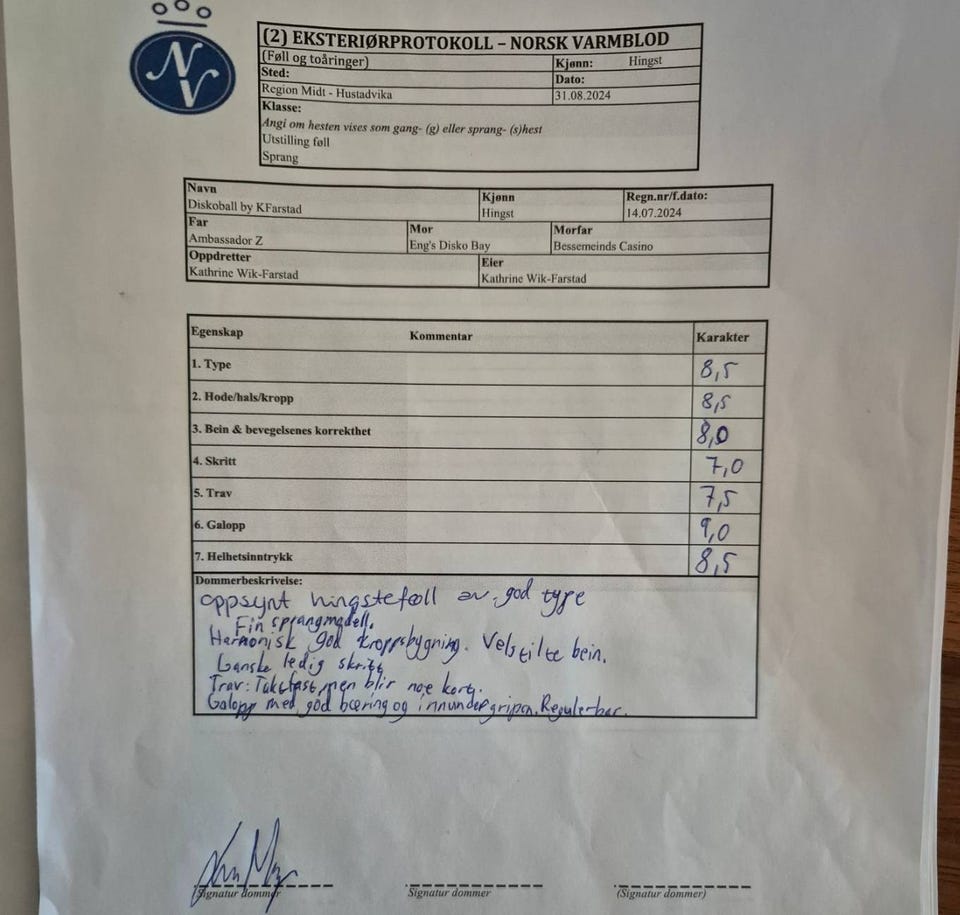 NV
(2) EKSTERIØRPROTOKOLL – NORSK VARMBLOD
(Føll og toåringer)
Kjønn: Hingst
Sted:
Dato:
Region Midt - Hustadvika
31.08.2024
Klasse:
Angi om hesten vises som gang- (g) eller sprang- (s)hest
Utstilling føll
Sprang
Navn
Kjønn
Regn.nr/f.dato:
Diskoball by KFarstad
Hingst
14.07.2024
Far
Mor
Morfar
Ambassador Z
Eng's Disko Bay
Bessemeinds Casino
Oppdretter
Eier
Kathrine Wik-Farstad
Kathrine Wik-Farstad
Egenskap Kommentar Karakter
1. Type 8,5
2. Hode/hals/kropp 8,5
3. Bein & bevegelsenes korrekthet 8,0
4. Skritt 7,0
5. Trav 7,5
6. Galopp 9,0
7. Helhetsinntrykk 8,5
Dommerbeskrivelse:
oppsynt hingsteføll av god type
Fin sprangmodell.
Harmonisk god kroppsbygning. Velstilte bein.
Ganske ledig skritt
Trav: Taktfast, men blir noe kort.
Galopp med god bæring og innundergripen. Regulerbar.
(Signatur dommer
Signatur dommer
(Signatur dommer)